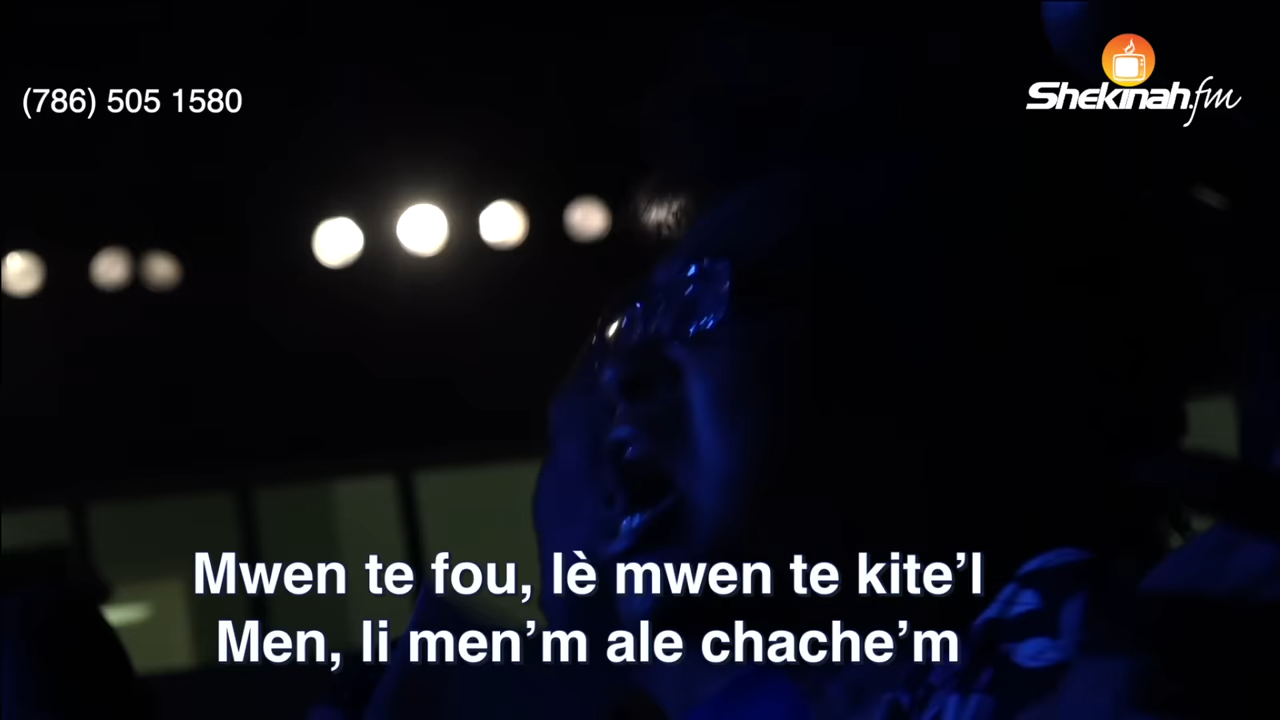 (786) 505 1580
Shekinah.fm
Mwen te fou, lè mwen te kite’l
Men, li men’m ale chache’m